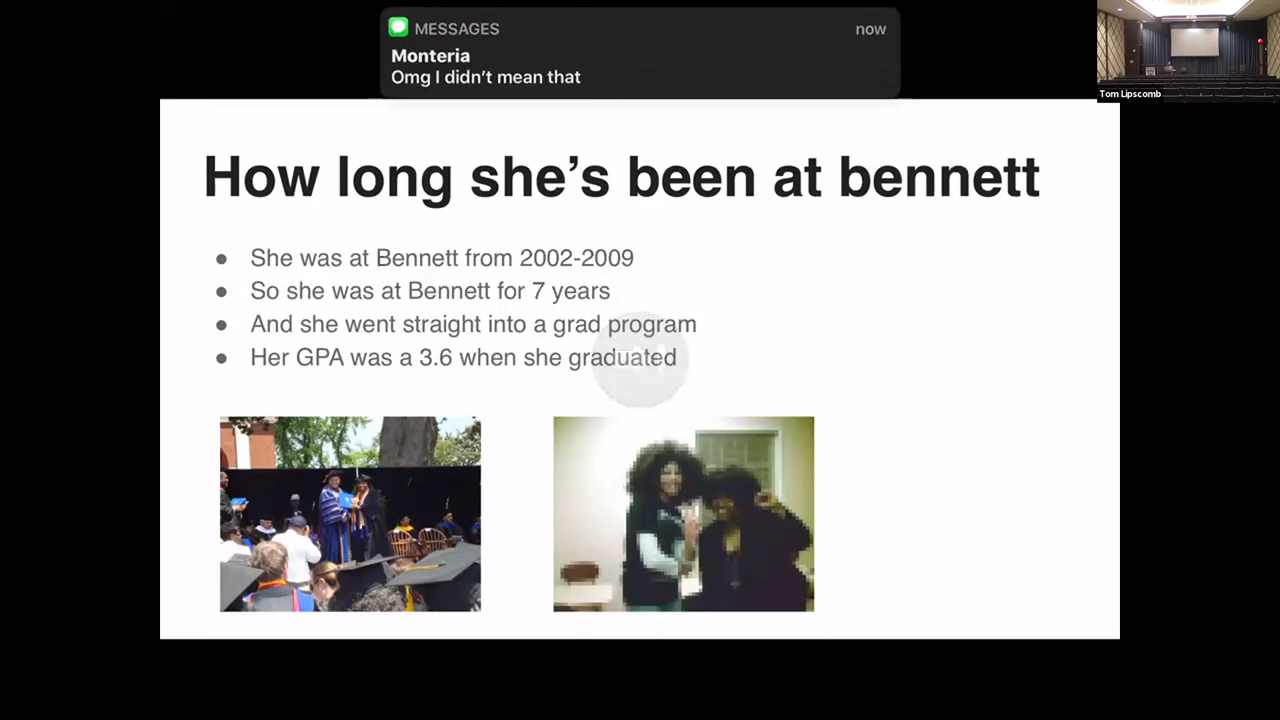 MESSAGES now
Monteria
Omg I didn't mean that
Tom Lipscomb
How long she's been at bennett
● She was at Bennett from 2002-2009
● So she was at Bennett for 7 years
● And she went straight into a grad program
● Her GPA was a 3.6 when she graduated